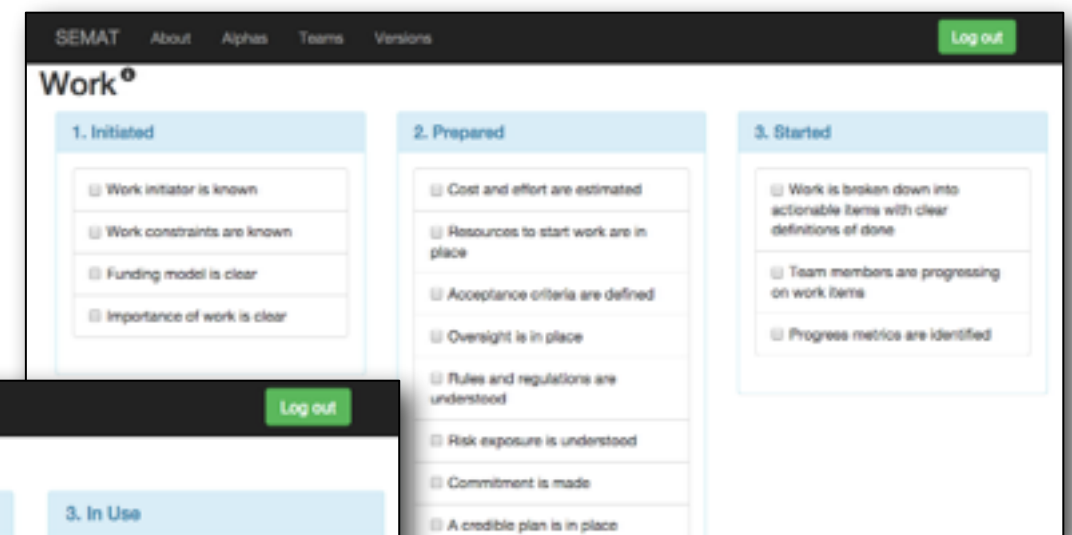 SEMAT About Alphas Teams Versions Log out
Work
1. Initiated
Work initiator is known
Work constraints are known
Funding model is clear
Importance of work is clear
2. Prepared
Cost and effort are estimated
Resources to start work are in
place
Acceptance criteria are defined
Oversight is in place
Rules and regulations are
understood
Risk exposure is understood
Commitment is made
A credible plan is in place
3. Started
Work is broken down into
actionable items with clear
definitions of done
Team members are progressing
on work items
Progress metrics are identified
Log out
3. In Use